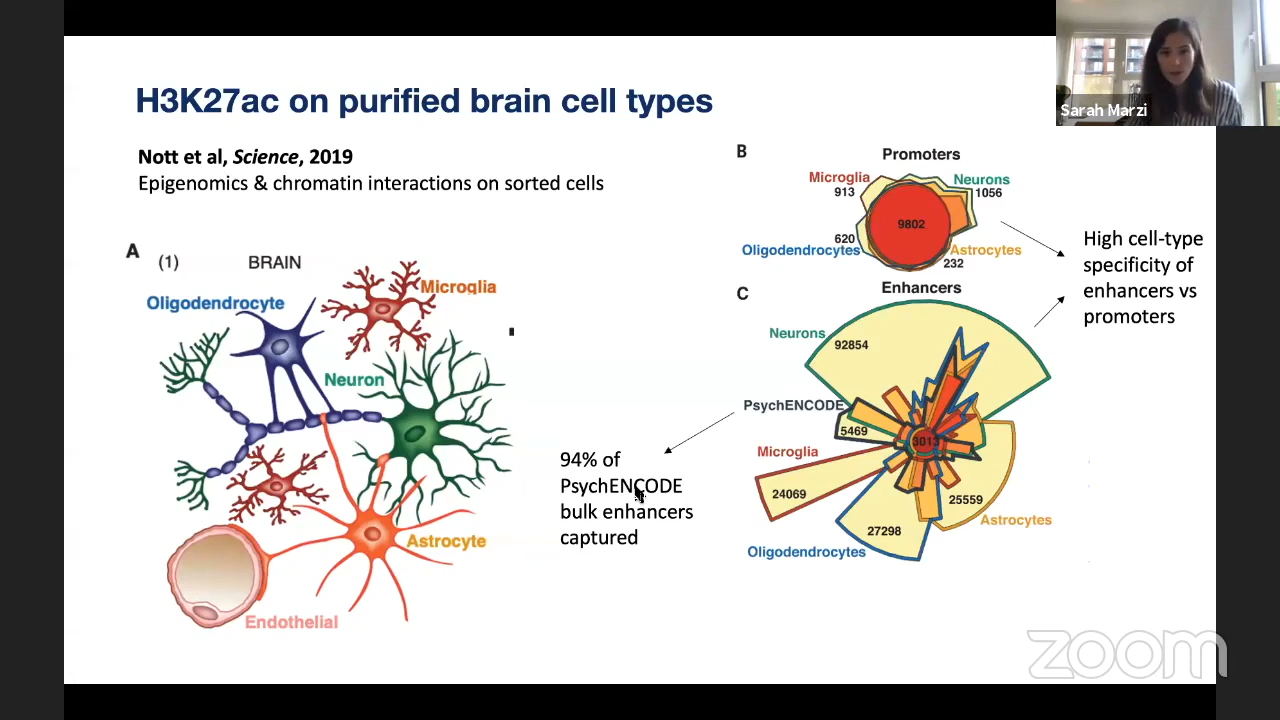 H3K27ac on purified brain cell types
Sarah Marzi
Nott et al, Science, 2019
Epigenomics & chromatin interactions on sorted cells
A
(1)
BRAIN
Oligodendrocyte
Microglia
Neuron
Astrocyte
Endothelial
94% of
PsychENCODE
bulk enhancers
captured
B
Promoters
Microglia
913
Neurons
1056
9802
620
Oligodendrocytes
Astrocytes
232
C
Enhancers
Neurons
92854
PsychENCODE
5469
3013
Microglia
24069
25559
Astrocytes
27298
Oligodendrocytes
High cell-type
specificity of
enhancers vs
promoters
zoom